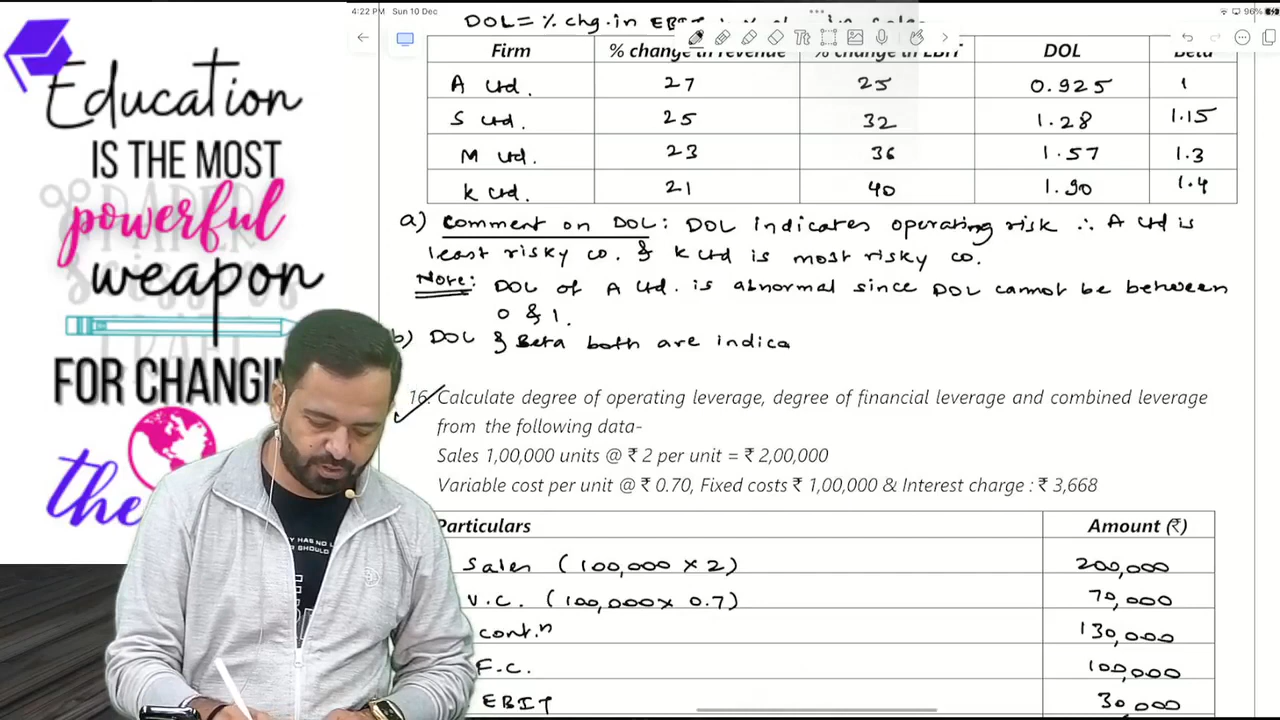 4:22 PM Sun 10 Dec
96%
DOL = % chg. in EBIT
Firm % change in revenue % change in EBIT DOL Beta
A Ltd. 27 25 0.925 1
S Ltd. 25 32 1.28 1.15
M Ltd. 23 36 1.57 1.3
K Ltd. 21 40 1.90 1.4
a) Comment on DOL: DOL indicates operating risk ∴ A Ltd is
least risky co. & K Ltd is most risky co.
Note: DOL of A Ltd. is abnormal since DOL cannot be between
0 & 1.
b) DOL & Beta both are indica
16. Calculate degree of operating leverage, degree of financial leverage and combined leverage
from the following data-
Sales 1,00,000 units @ ₹ 2 per unit = ₹ 2,00,000
Variable cost per unit @ ₹ 0.70, Fixed costs ₹ 1,00,000 & Interest charge : ₹ 3,668
Particulars Amount (₹)
Sales (100,000 × 2) 200,000
V.C. (100,000 × 0.7) 70,000
Cont.n 130,000
F.C. 100,000
EBIT 30,000
Education
IS THE MOST
powerful
weapon
FOR CHANGIN
the